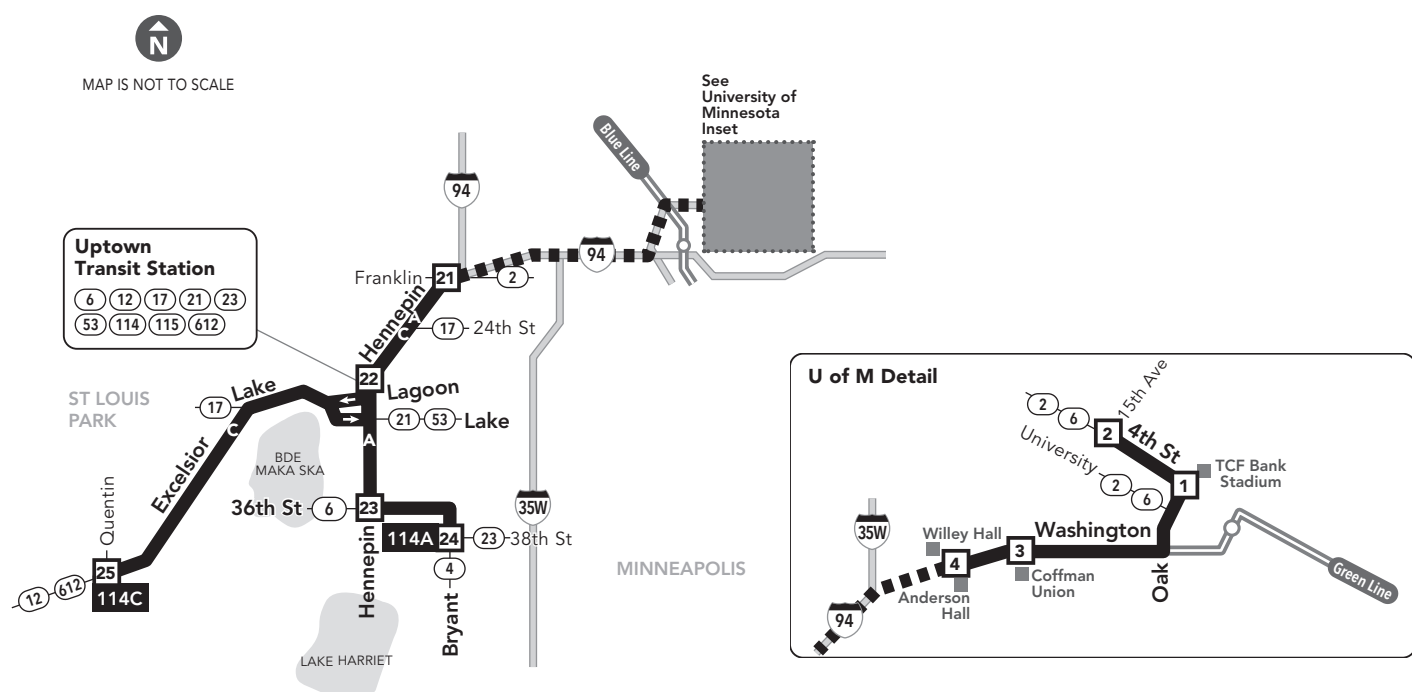 N
MAP IS NOT TO SCALE
See
University of
Minnesota
Inset
Blue Line
94
94
Uptown
Transit Station
6 12 17 21 23
53 114 115 612
Franklin
21
2
Hennepin
C A
17
24th St
22
Lagoon
ST LOUIS
PARK
17
Lake
21 53
Lake
C
A
Excelsior
BDE
MAKA SKA
36th St
6
23
35W
114A
24
23
38th St
4
Hennepin
Bryant
Quentin
25
114C
12 612
MINNEAPOLIS
LAKE HARRIET
U of M Detail
2 6
15th Ave
2
4th St
University
2 6
1
TCF Bank
Stadium
35W
Willey Hall
4
Anderson
Hall
3
Washington
Coffman
Union
Oak
Green Line
94